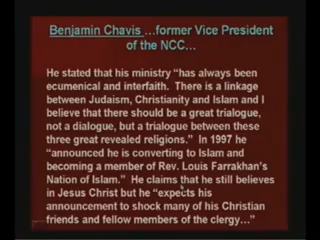 Benjamin Chavis …former Vice President
of the NCC…
He stated that his ministry “has always been
ecumenical and interfaith.  There is a linkage
between Judaism, Christianity and Islam and I
believe that there should be a great trialogue,
not a dialogue, but a trialogue between these
three great revealed religions.”  In 1997 he
“announced he is converting to Islam and
becoming a member of Rev. Louis Farrakhan’s
Nation of Islam.”  He claims that he still believes
in Jesus Christ but he “expects his
announcement to shock many of his Christian
friends and fellow members of the clergy…”